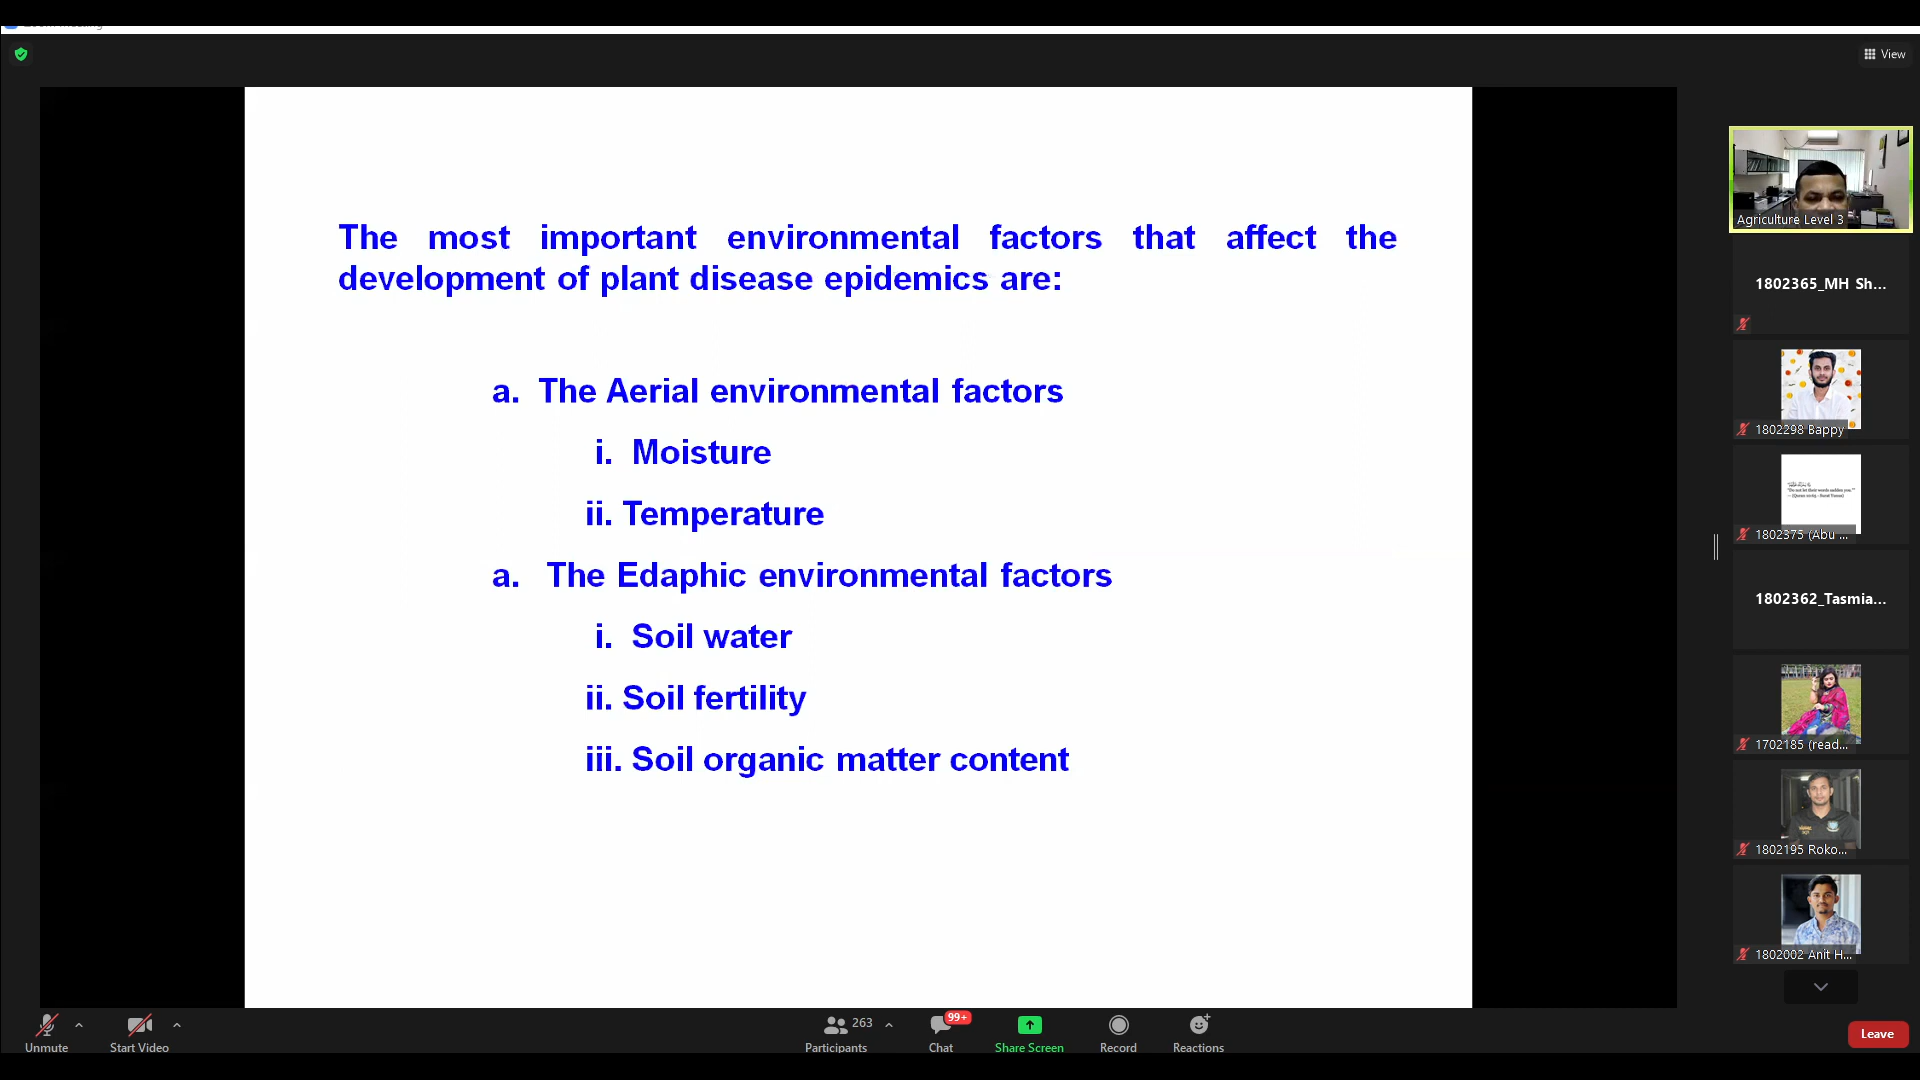 View
The most important environmental factors that affect the
development of plant disease epidemics are:
a. The Aerial environmental factors
i. Moisture
ii. Temperature
a. The Edaphic environmental factors
i. Soil water
ii. Soil fertility
iii. Soil organic matter content
Agriculture Level 3
1802365_MH Sh...
1802298 Bappy
1802375 (Abu ...
1802362_Tasmia...
1702185 (read...
1802195 Roko...
1802002 Anit H...
Unmute
Start Video
263
Participants
99+
Chat
Share Screen
Record
Reactions
Leave